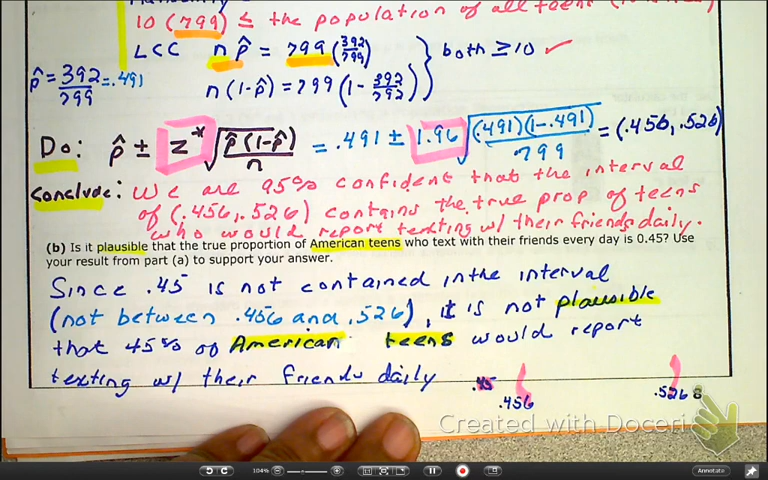 10 (799) ≤ the population of all teens
LCC n p̂ = 799 (392/799)
both ≥10 ✓
p̂ = 392/799 = .491
n(1-p̂) = 799 (1 - 392/792)
Do: p̂ ± z* √(p̂(1-p̂)/n) = .491 ± 1.96 √((.491)(1-.491)/799) = (.456, .526)
Conclude: We are 95% confident that the interval
of (.456, .526) contains the true prop of teens
who would report texting w/ their friends daily.
(b) Is it plausible that the true proportion of American teens who text with their friends every day is 0.45? Use
your result from part (a) to support your answer.
Since .45 is not contained in the interval
(not between .456 and .526), it is not plausible
that 45% of American teens would report
texting w/ their friends daily
.45
.456
.526
Created with Doceri
104%
Annotate